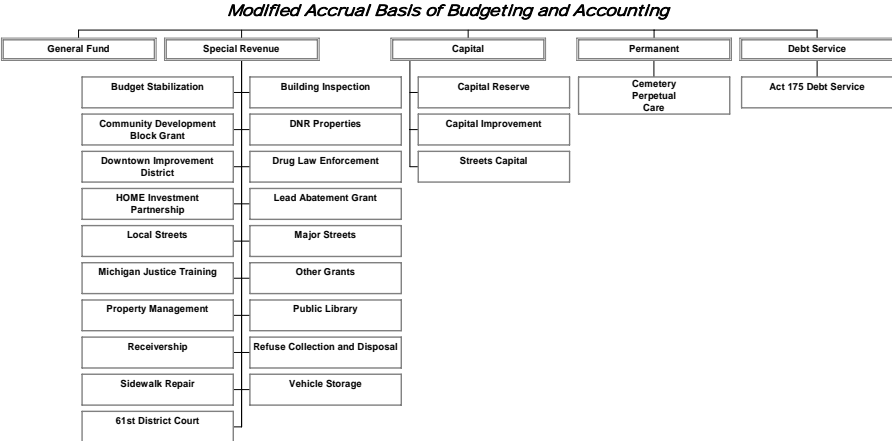 Modified Accrual Basis of Budgeting and Accounting
General Fund
Special Revenue
Capital
Permanent
Debt Service
Budget Stabilization
Building Inspection
Capital Reserve
Cemetery
Perpetual
Care
Act 175 Debt Service
Community Development
Block Grant
DNR Properties
Capital Improvement
Downtown Improvement
District
Drug Law Enforcement
Streets Capital
HOME Investment
Partnership
Lead Abatement Grant
Local Streets
Major Streets
Michigan Justice Training
Other Grants
Property Management
Public Library
Receivership
Refuse Collection and Disposal
Sidewalk Repair
Vehicle Storage
61st District Court